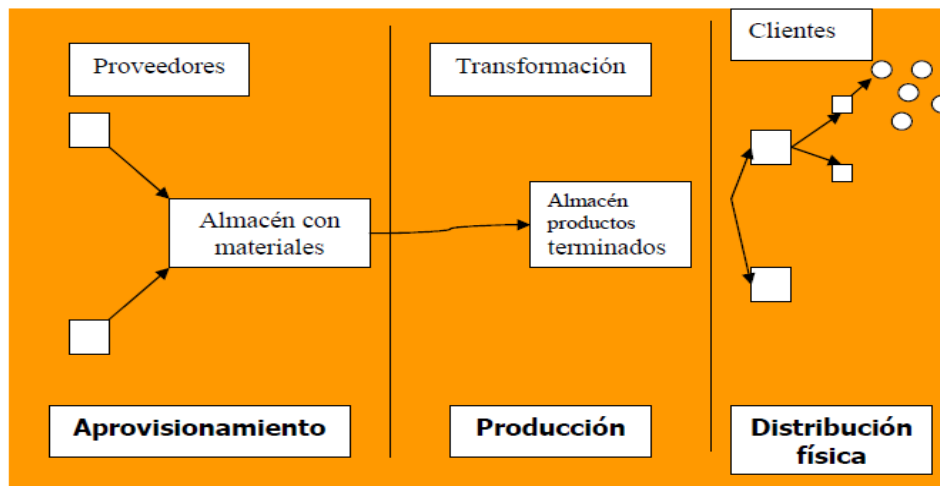 Proveedores
Transformación
Clientes
Almacén con
materiales
Almacén
productos
terminados
Aprovisionamiento
Producción
Distribución
física